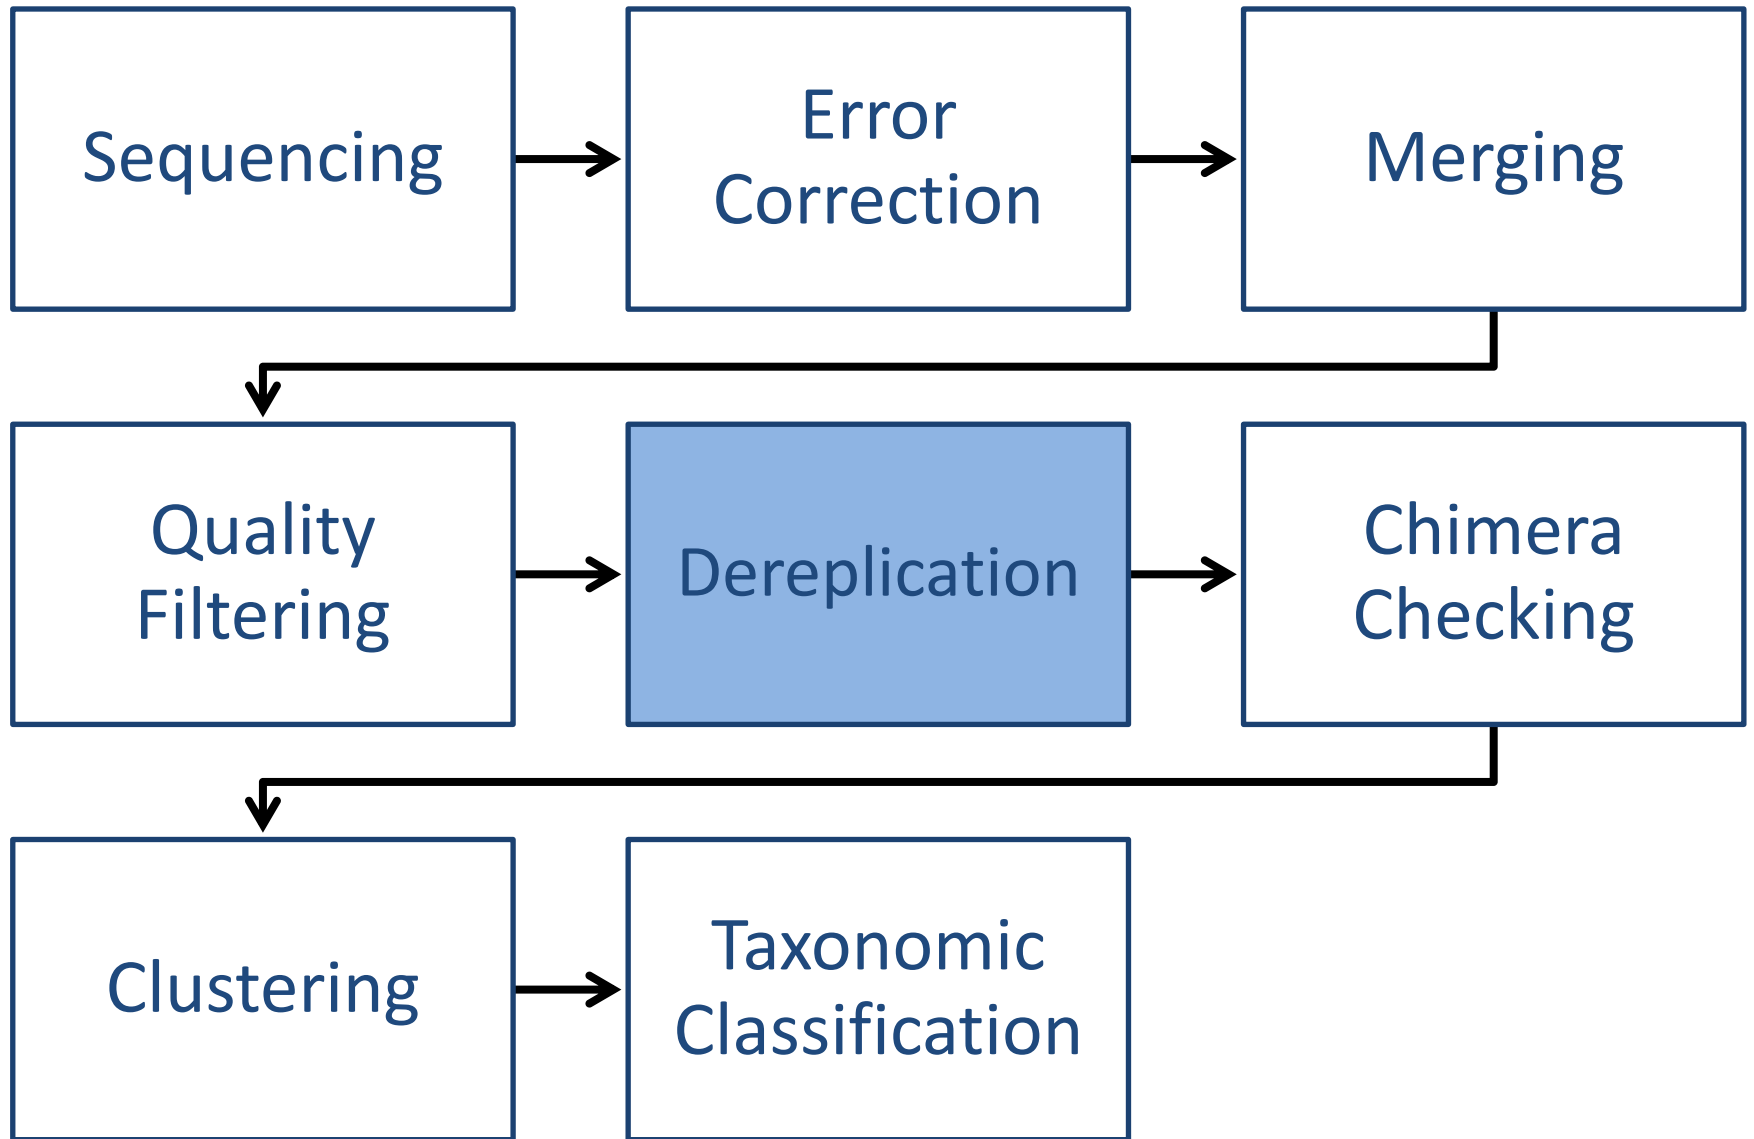 Sequencing
Error
Correction
Merging
Quality
Filtering
Dereplication
Chimera
Checking
Clustering
Taxonomic
Classification